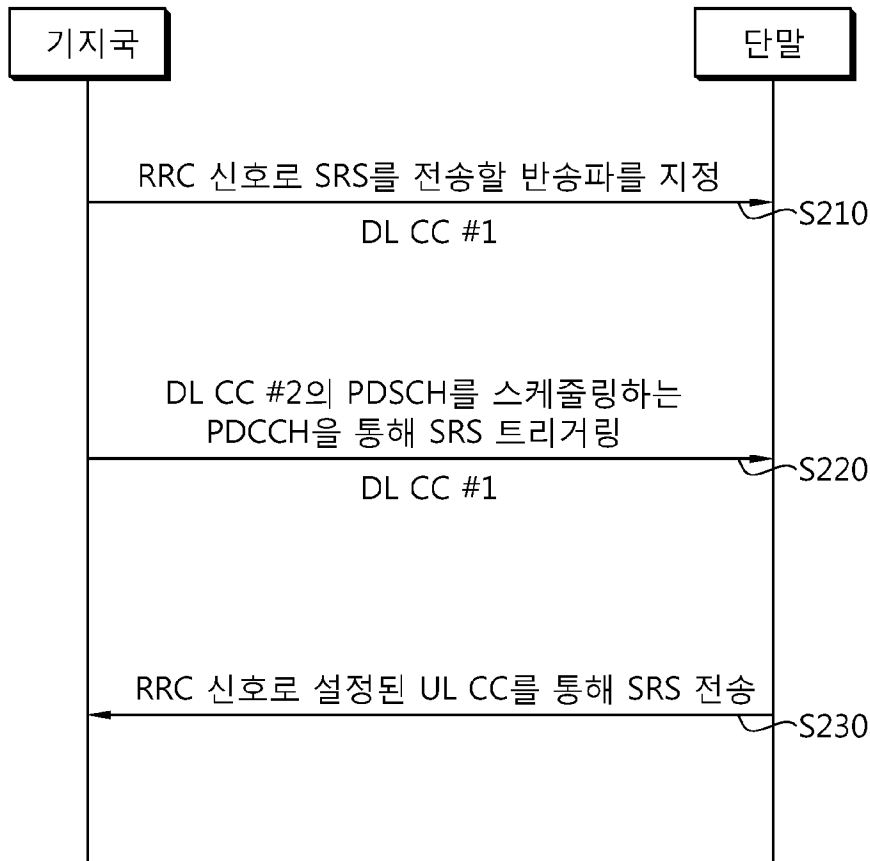 기지국
단말
RRC 신호로 SRS를 전송할 반송파를 지정
S210
DL CC #1
DL CC #2의 PDSCH를 스케줄링하는
PDCCH을 통해 SRS 트리거링
S220
DL CC #1
RRC 신호로 설정된 UL CC를 통해 SRS 전송
S230